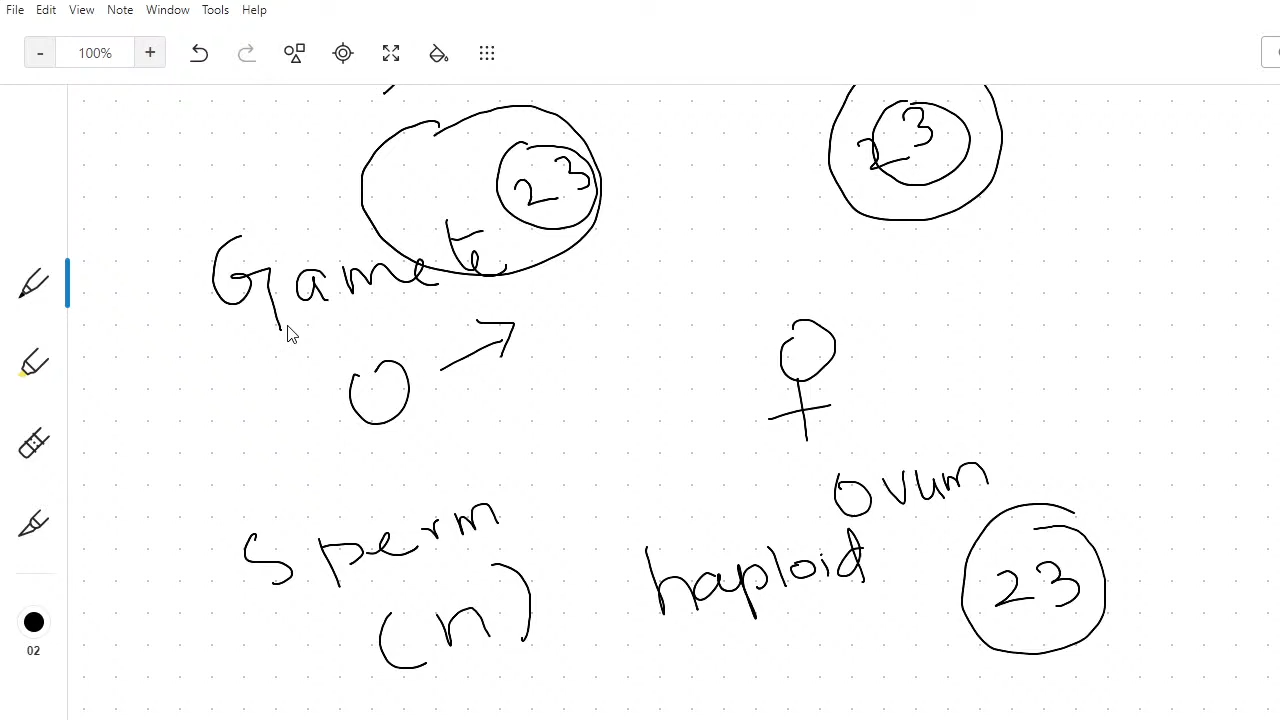 File Edit View Note Window Tools Help
- 100% +
23
23
Gamete
Ovum
Sperm
haploid
23
(n)
02